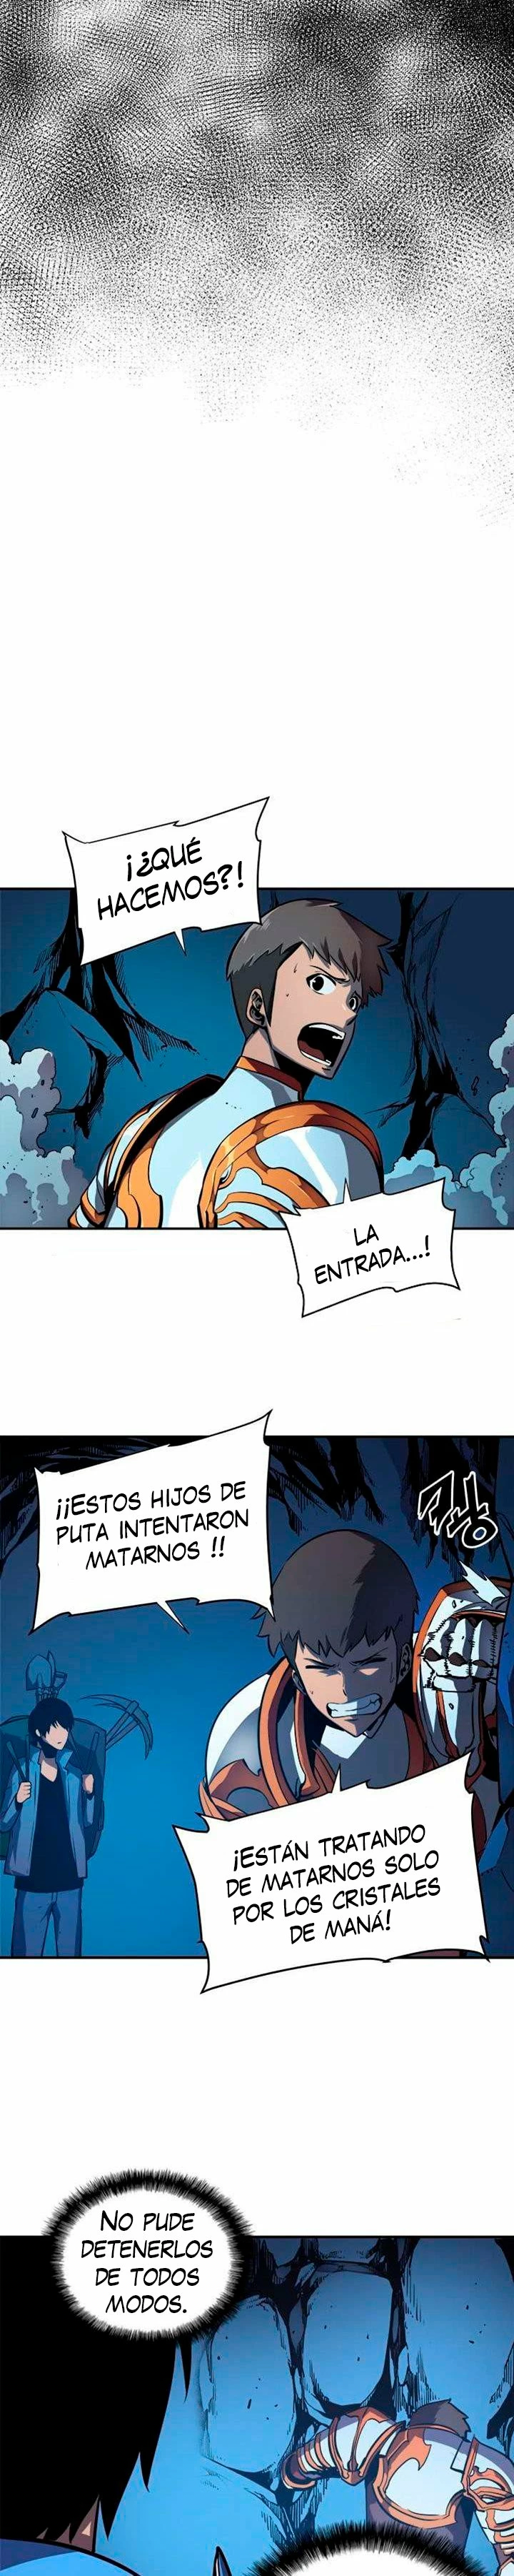 ¡¿QUÉ
HACEMOS?!
LA
ENTRADA...!
¡¡ESTOS HIJOS DE
PUTA INTENTARON
MATARNOS !!
¡ESTÁN TRATANDO
DE MATARNOS SOLO
POR LOS CRISTALES
DE MANÁ!
NO PUDE
DETENERLOS
DE TODOS
MODOS.